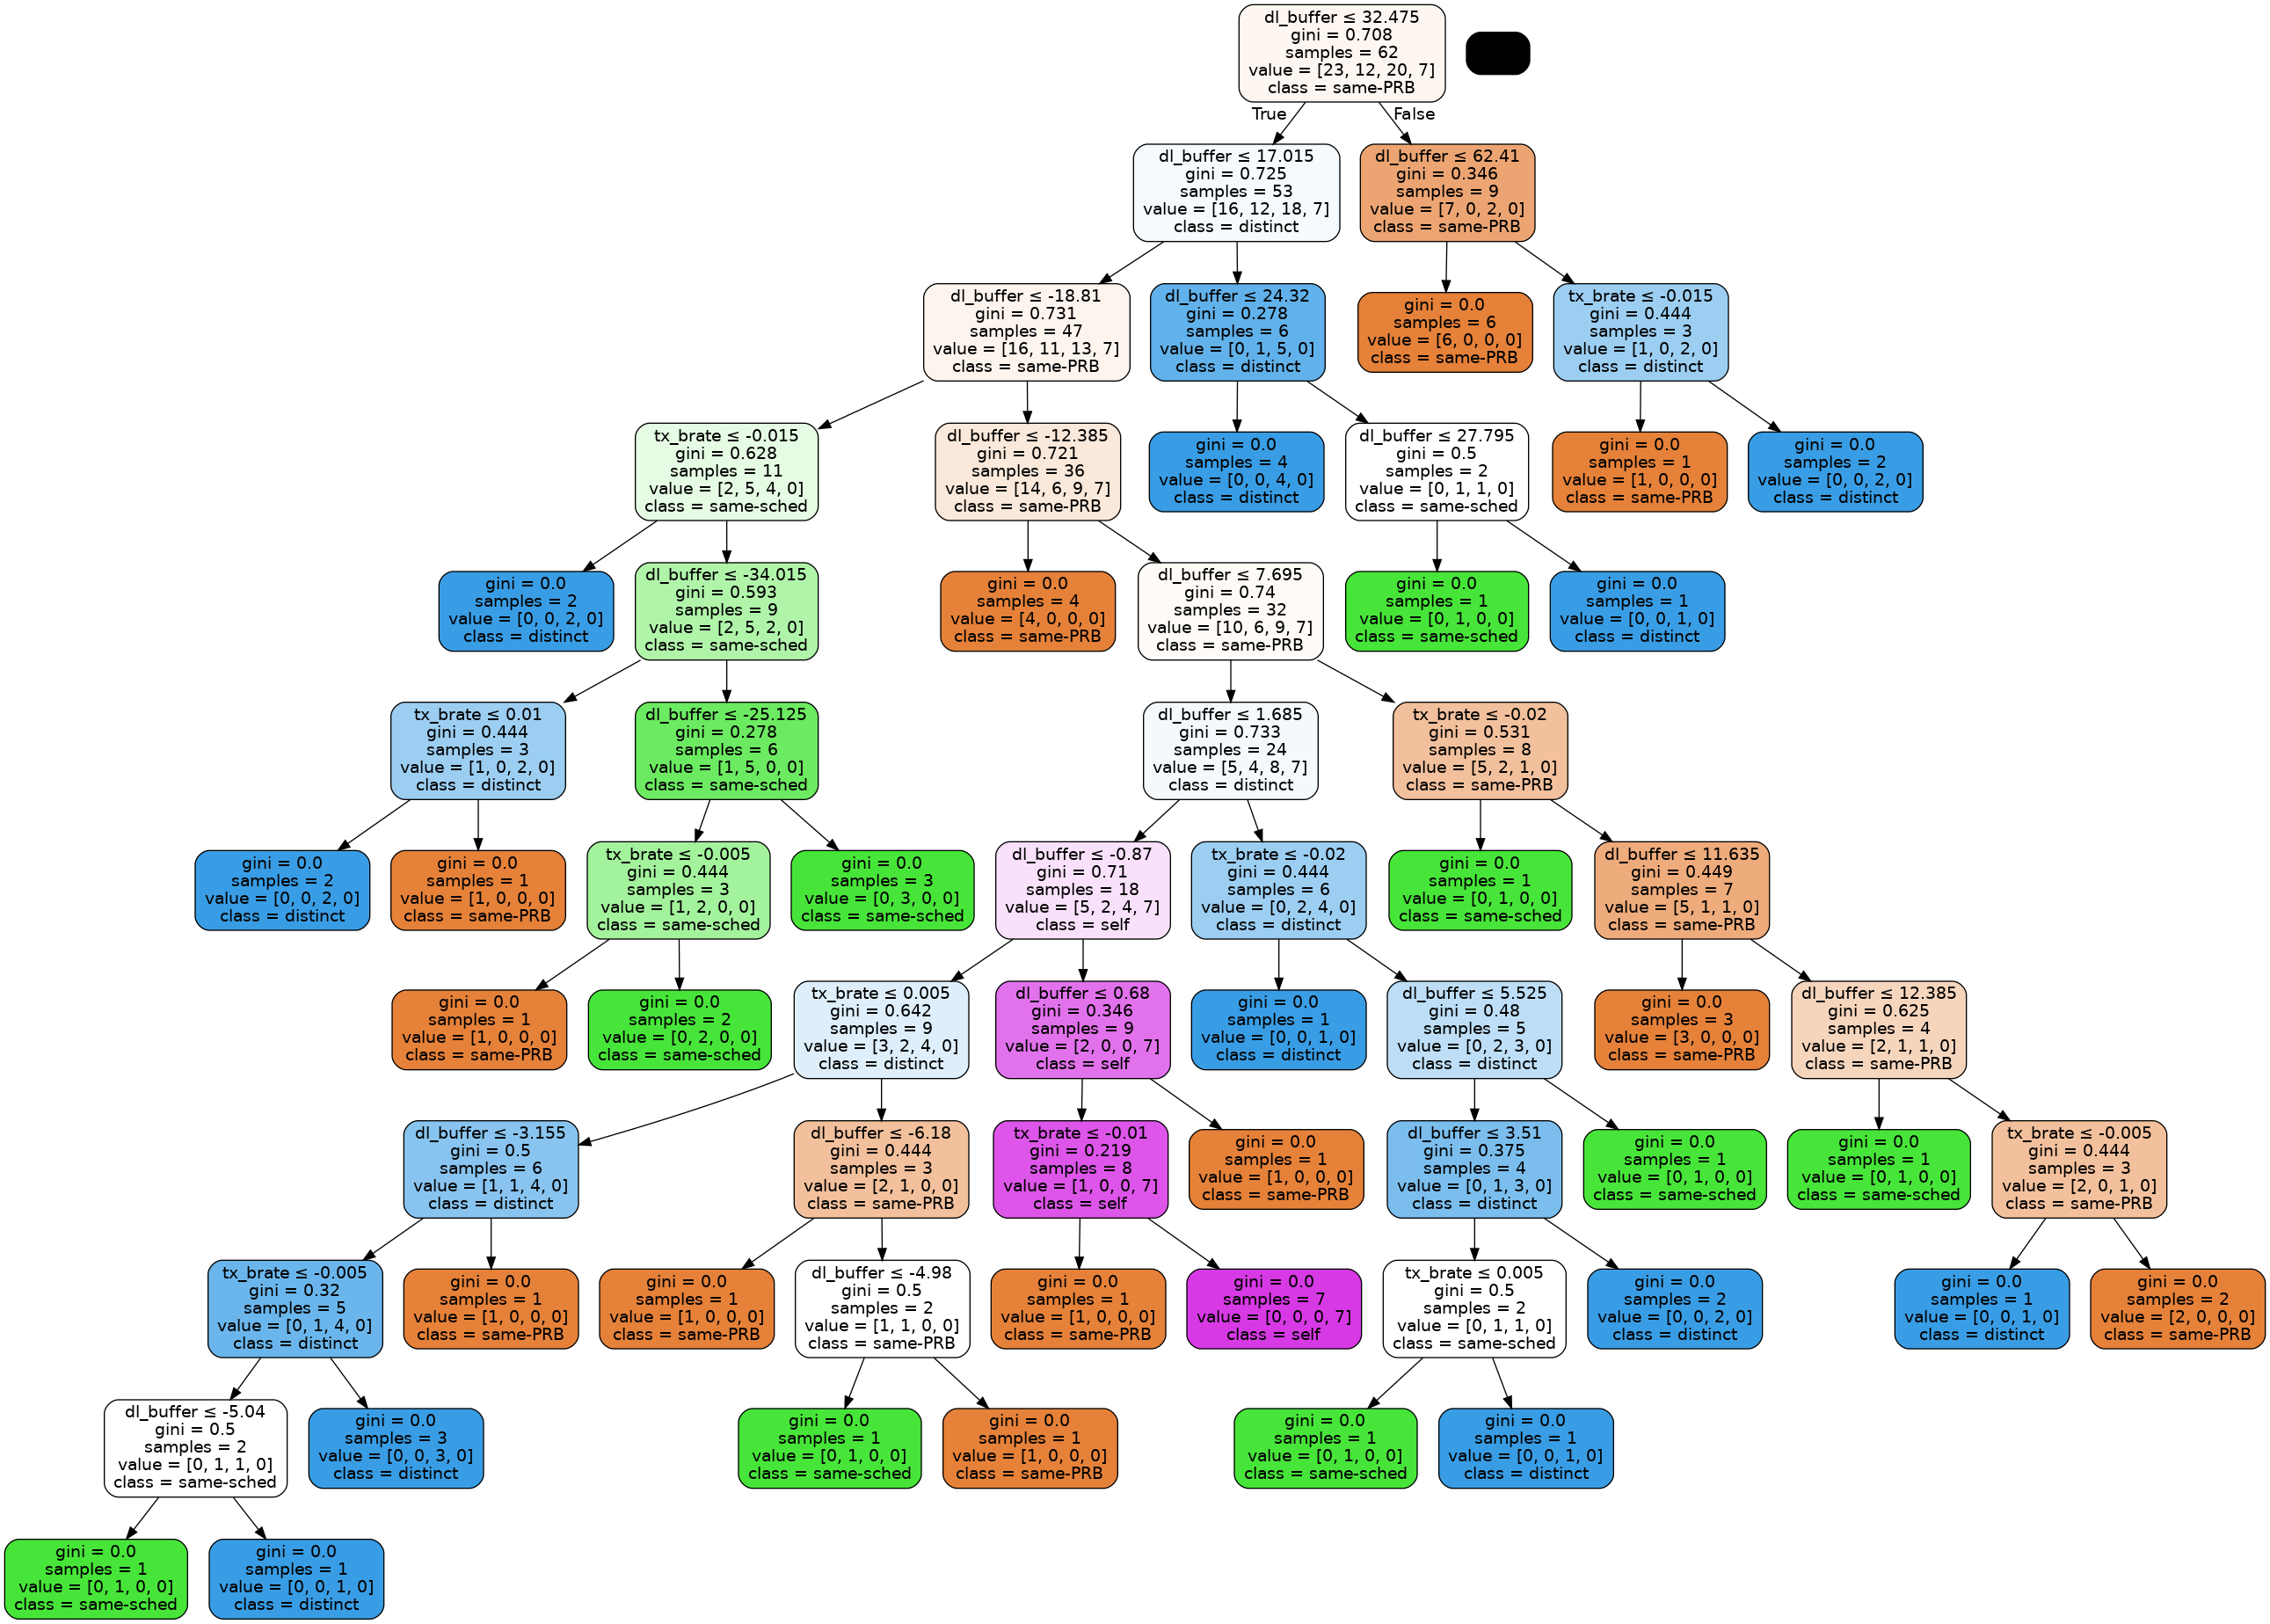 dl_buffer ≤ 32.475
gini = 0.708
samples = 62
value = [23, 12, 20, 7]
class = same-PRB
True
False
dl_buffer ≤ 17.015
gini = 0.725
samples = 53
value = [16, 12, 18, 7]
class = distinct
dl_buffer ≤ 62.41
gini = 0.346
samples = 9
value = [7, 0, 2, 0]
class = same-PRB
dl_buffer ≤ -18.81
gini = 0.731
samples = 47
value = [16, 11, 13, 7]
class = same-PRB
dl_buffer ≤ 24.32
gini = 0.278
samples = 6
value = [0, 1, 5, 0]
class = distinct
gini = 0.0
samples = 6
value = [6, 0, 0, 0]
class = same-PRB
tx_brate ≤ -0.015
gini = 0.444
samples = 3
value = [1, 0, 2, 0]
class = distinct
tx_brate ≤ -0.015
gini = 0.628
samples = 11
value = [2, 5, 4, 0]
class = same-sched
dl_buffer ≤ -12.385
gini = 0.721
samples = 36
value = [14, 6, 9, 7]
class = same-PRB
gini = 0.0
samples = 4
value = [0, 0, 4, 0]
class = distinct
dl_buffer ≤ 27.795
gini = 0.5
samples = 2
value = [0, 1, 1, 0]
class = same-sched
gini = 0.0
samples = 1
value = [1, 0, 0, 0]
class = same-PRB
gini = 0.0
samples = 2
value = [0, 0, 2, 0]
class = distinct
gini = 0.0
samples = 2
value = [0, 0, 2, 0]
class = distinct
dl_buffer ≤ -34.015
gini = 0.593
samples = 9
value = [2, 5, 2, 0]
class = same-sched
gini = 0.0
samples = 4
value = [4, 0, 0, 0]
class = same-PRB
dl_buffer ≤ 7.695
gini = 0.74
samples = 32
value = [10, 6, 9, 7]
class = same-PRB
gini = 0.0
samples = 1
value = [0, 1, 0, 0]
class = same-sched
gini = 0.0
samples = 1
value = [0, 0, 1, 0]
class = distinct
tx_brate ≤ 0.01
gini = 0.444
samples = 3
value = [1, 0, 2, 0]
class = distinct
dl_buffer ≤ -25.125
gini = 0.278
samples = 6
value = [1, 5, 0, 0]
class = same-sched
dl_buffer ≤ 1.685
gini = 0.733
samples = 24
value = [5, 4, 8, 7]
class = distinct
tx_brate ≤ -0.02
gini = 0.531
samples = 8
value = [5, 2, 1, 0]
class = same-PRB
gini = 0.0
samples = 2
value = [0, 0, 2, 0]
class = distinct
gini = 0.0
samples = 1
value = [1, 0, 0, 0]
class = same-PRB
tx_brate ≤ -0.005
gini = 0.444
samples = 3
value = [1, 2, 0, 0]
class = same-sched
gini = 0.0
samples = 3
value = [0, 3, 0, 0]
class = same-sched
dl_buffer ≤ -0.87
gini = 0.71
samples = 18
value = [5, 2, 4, 7]
class = self
tx_brate ≤ -0.02
gini = 0.444
samples = 6
value = [0, 2, 4, 0]
class = distinct
gini = 0.0
samples = 1
value = [0, 1, 0, 0]
class = same-sched
dl_buffer ≤ 11.635
gini = 0.449
samples = 7
value = [5, 1, 1, 0]
class = same-PRB
gini = 0.0
samples = 1
value = [1, 0, 0, 0]
class = same-PRB
gini = 0.0
samples = 2
value = [0, 2, 0, 0]
class = same-sched
tx_brate ≤ 0.005
gini = 0.642
samples = 9
value = [3, 2, 4, 0]
class = distinct
dl_buffer ≤ 0.68
gini = 0.346
samples = 9
value = [2, 0, 0, 7]
class = self
gini = 0.0
samples = 1
value = [0, 0, 1, 0]
class = distinct
dl_buffer ≤ 5.525
gini = 0.48
samples = 5
value = [0, 2, 3, 0]
class = distinct
gini = 0.0
samples = 3
value = [3, 0, 0, 0]
class = same-PRB
dl_buffer ≤ 12.385
gini = 0.625
samples = 4
value = [2, 1, 1, 0]
class = same-PRB
dl_buffer ≤ -3.155
gini = 0.5
samples = 6
value = [1, 1, 4, 0]
class = distinct
dl_buffer ≤ -6.18
gini = 0.444
samples = 3
value = [2, 1, 0, 0]
class = same-PRB
tx_brate ≤ -0.01
gini = 0.219
samples = 8
value = [1, 0, 0, 7]
class = self
gini = 0.0
samples = 1
value = [1, 0, 0, 0]
class = same-PRB
dl_buffer ≤ 3.51
gini = 0.375
samples = 4
value = [0, 1, 3, 0]
class = distinct
gini = 0.0
samples = 1
value = [0, 1, 0, 0]
class = same-sched
gini = 0.0
samples = 1
value = [0, 1, 0, 0]
class = same-sched
tx_brate ≤ -0.005
gini = 0.444
samples = 3
value = [2, 0, 1, 0]
class = same-PRB
tx_brate ≤ -0.005
gini = 0.32
samples = 5
value = [0, 1, 4, 0]
class = distinct
gini = 0.0
samples = 1
value = [1, 0, 0, 0]
class = same-PRB
gini = 0.0
samples = 1
value = [1, 0, 0, 0]
class = same-PRB
dl_buffer ≤ -4.98
gini = 0.5
samples = 2
value = [1, 1, 0, 0]
class = same-PRB
gini = 0.0
samples = 1
value = [1, 0, 0, 0]
class = same-PRB
gini = 0.0
samples = 7
value = [0, 0, 0, 7]
class = self
tx_brate ≤ 0.005
gini = 0.5
samples = 2
value = [0, 1, 1, 0]
class = same-sched
gini = 0.0
samples = 2
value = [0, 0, 2, 0]
class = distinct
gini = 0.0
samples = 1
value = [0, 0, 1, 0]
class = distinct
gini = 0.0
samples = 2
value = [2, 0, 0, 0]
class = same-PRB
dl_buffer ≤ -5.04
gini = 0.5
samples = 2
value = [0, 1, 1, 0]
class = same-sched
gini = 0.0
samples = 3
value = [0, 0, 3, 0]
class = distinct
gini = 0.0
samples = 1
value = [0, 1, 0, 0]
class = same-sched
gini = 0.0
samples = 1
value = [1, 0, 0, 0]
class = same-PRB
gini = 0.0
samples = 1
value = [0, 1, 0, 0]
class = same-sched
gini = 0.0
samples = 1
value = [0, 0, 1, 0]
class = distinct
gini = 0.0
samples = 1
value = [0, 1, 0, 0]
class = same-sched
gini = 0.0
samples = 1
value = [0, 0, 1, 0]
class = distinct